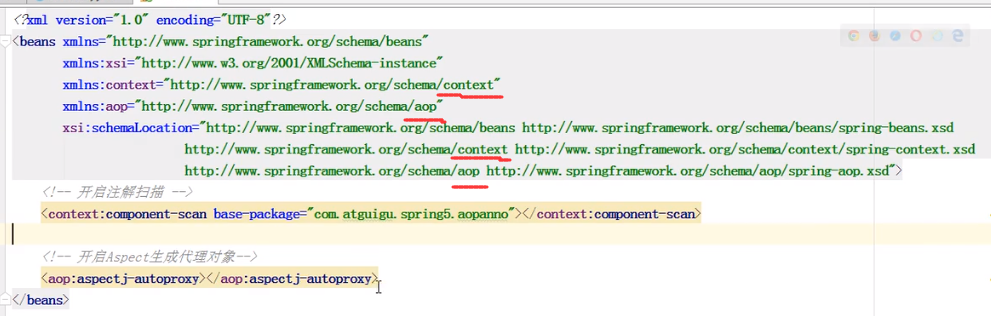 <?xml version="1.0" encoding="UTF-8"?>
<beans xmlns="http://www.springframework.org/schema/beans"
xmlns:xsi="http://www.w3.org/2001/XMLSchema-instance"
xmlns:context="http://www.springframework.org/schema/context"
xmlns:aop="http://www.springframework.org/schema/aop"
xsi:schemaLocation="http://www.springframework.org/schema/beans http://www.springframework.org/schema/beans/spring-beans.xsd
http://www.springframework.org/schema/context http://www.springframework.org/schema/context/spring-context.xsd
http://www.springframework.org/schema/aop http://www.springframework.org/schema/aop/spring-aop.xsd">
<!-- 开启注解扫描 -->
<context:component-scan base-package="com.atguigu.spring5.aopanno"></context:component-scan>
<!-- 开启Aspect生成代理对象-->
<aop:aspectj-autoproxy></aop:aspectj-autoproxy>
</beans>